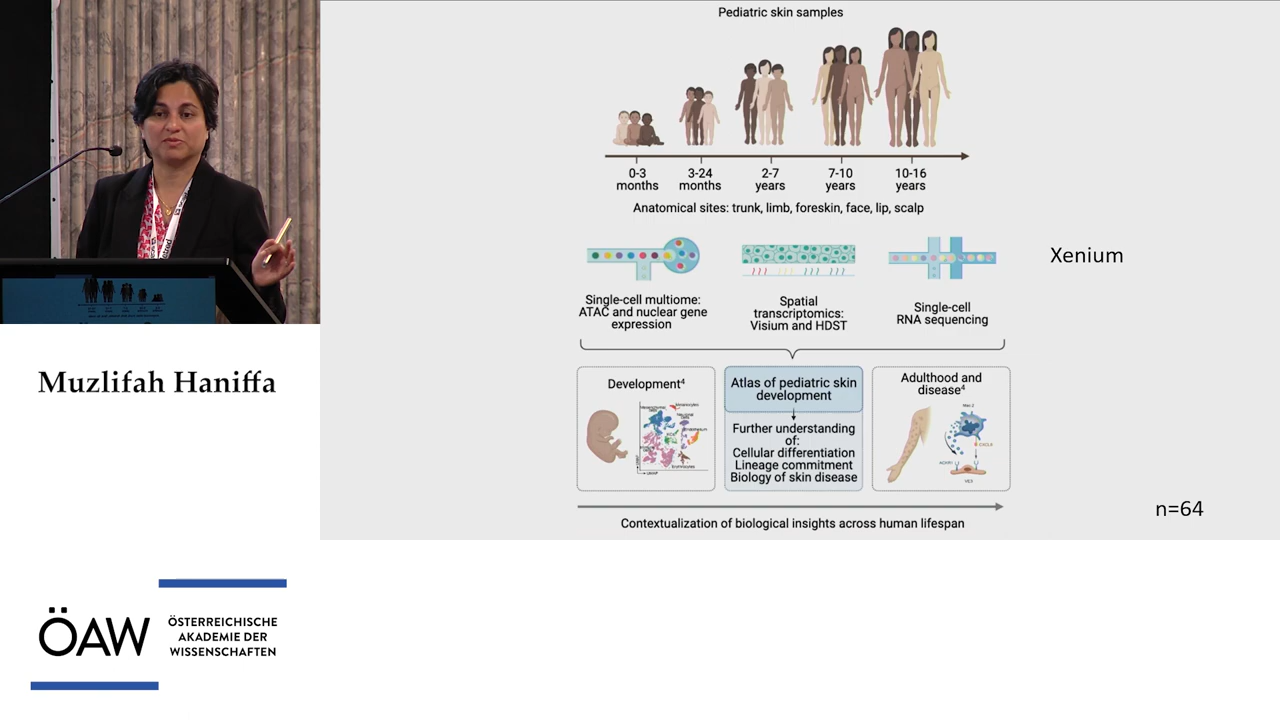 Pediatric skin samples
0-3
months
3-24
months
2-7
years
7-10
years
10-16
years
Anatomical sites: trunk, limb, foreskin, face, lip, scalp
Single-cell multiome:
ATAC and nuclear gene
expression
Spatial
transcriptomics:
Visium and HDST
Single-cell
RNA sequencing
Xenium
Development⁴
Atlas of pediatric skin
development
Further understanding
of:
Cellular differentiation
Lineage commitment
Biology of skin disease
Adulthood and
disease⁴
Contextualization of biological insights across human lifespan
n=64
Muzlifah Haniffa
ÖAW
ÖSTERREICHISCHE
AKADEMIE DER
WISSENSCHAFTEN